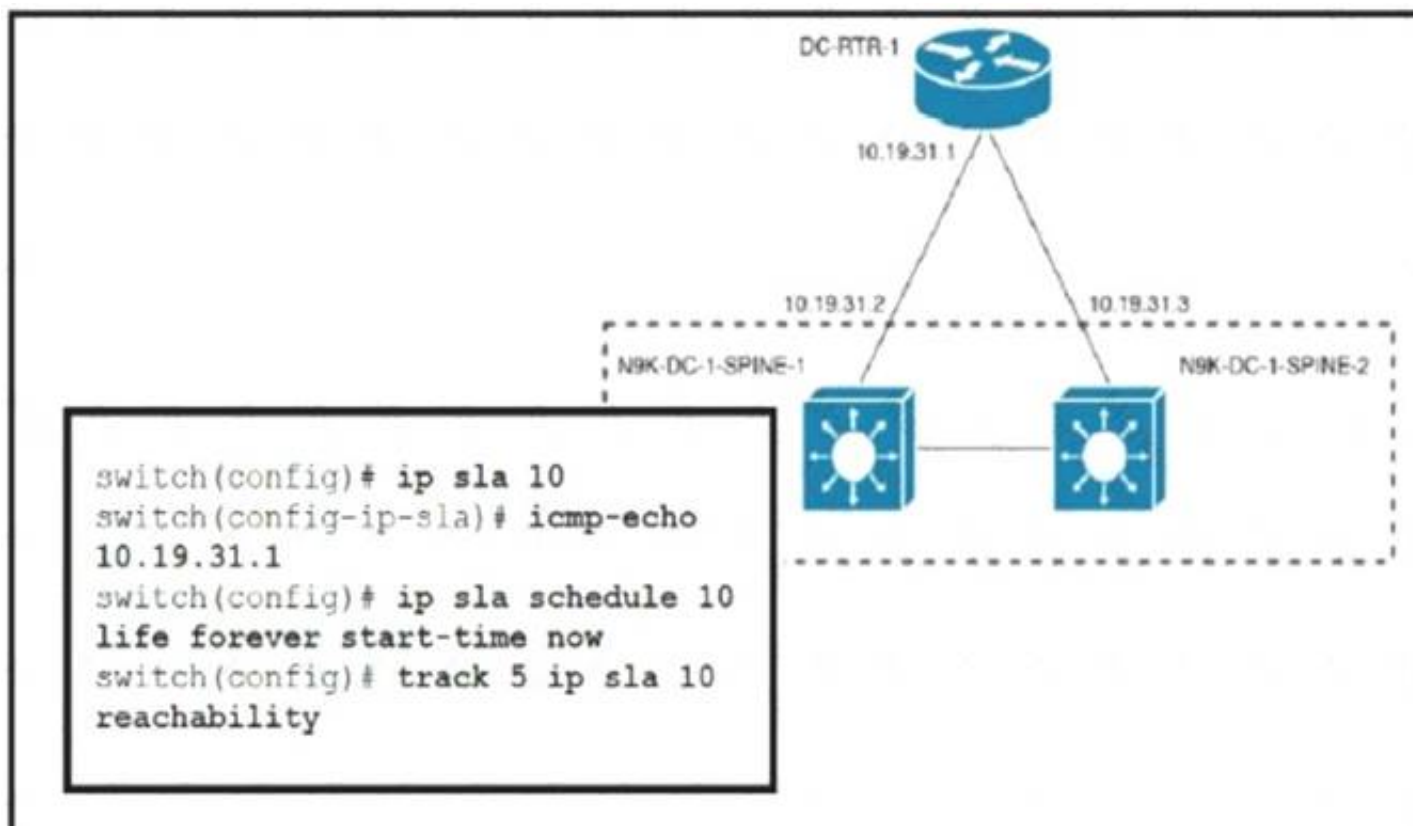 DC-RTR-1
10.19.31.1
10.19.31.2
10.19.31.3
N9K-DC-1-SPINE-1
N9K-DC-1-SPINE-2
switch(config)# ip sla 10
switch(config-ip-sla)# icmp-echo
10.19.31.1
switch(config)# ip sla schedule 10
life forever start-time now
switch(config)# track 5 ip sla 10
reachability